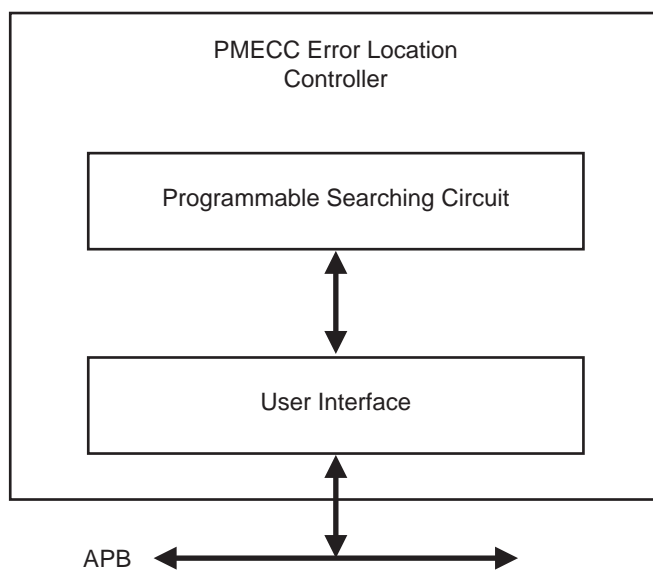 PMECC Error Location
Controller
Programmable Searching Circuit
User Interface
APB